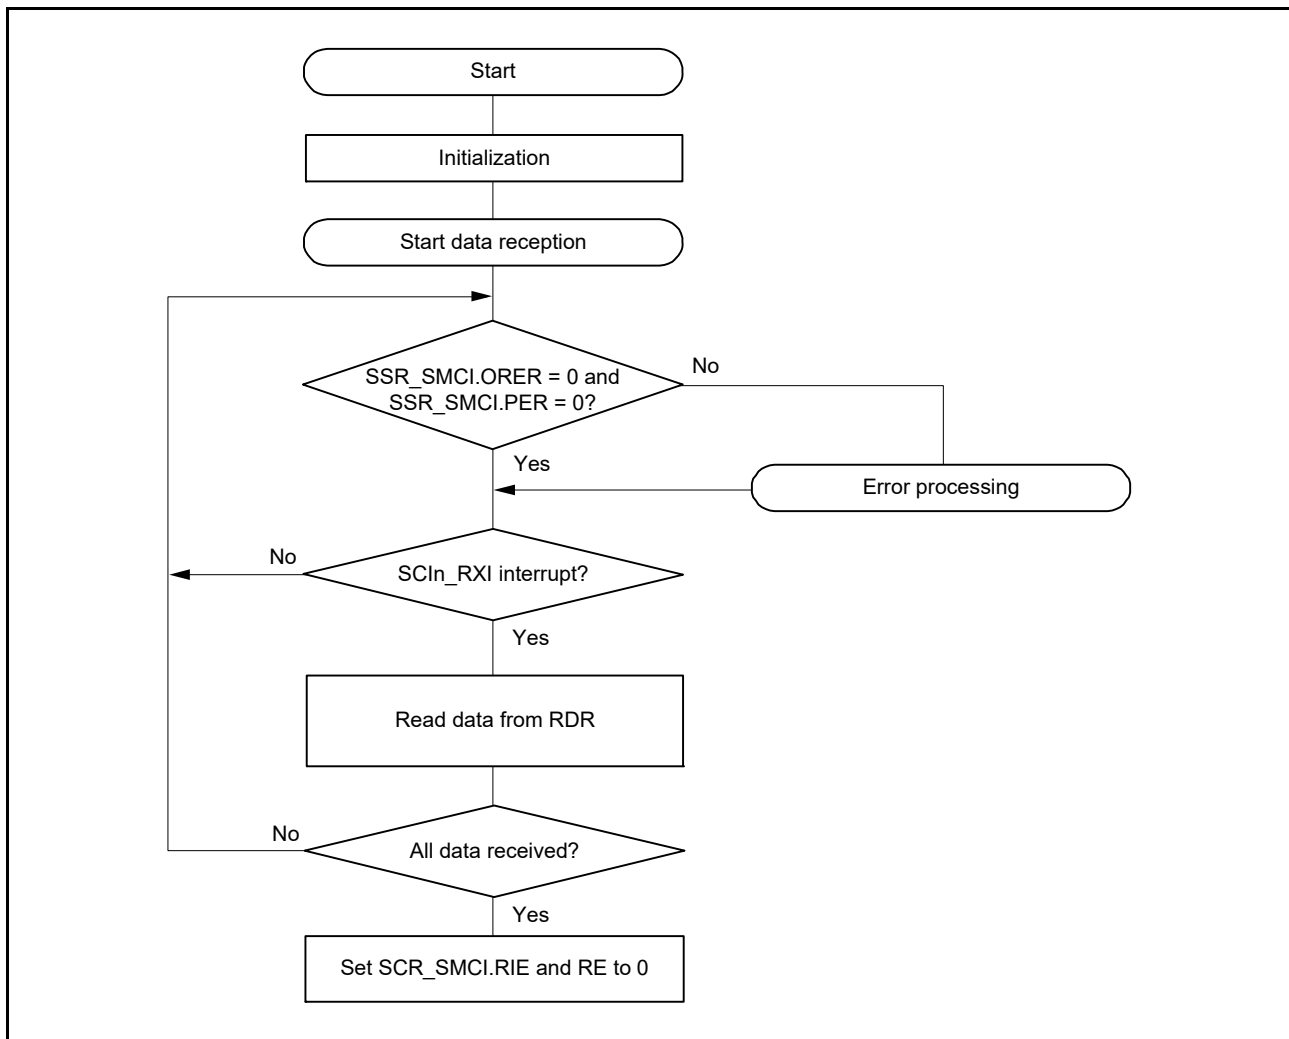 Start
Initialization
Start data reception
SSR_SMCI.ORER = 0 and
SSR_SMCI.PER = 0?
No
Yes
Error processing
No
SCIn_RXI interrupt?
Yes
Read data from RDR
No
All data received?
Yes
Set SCR_SMCI.RIE and RE to 0